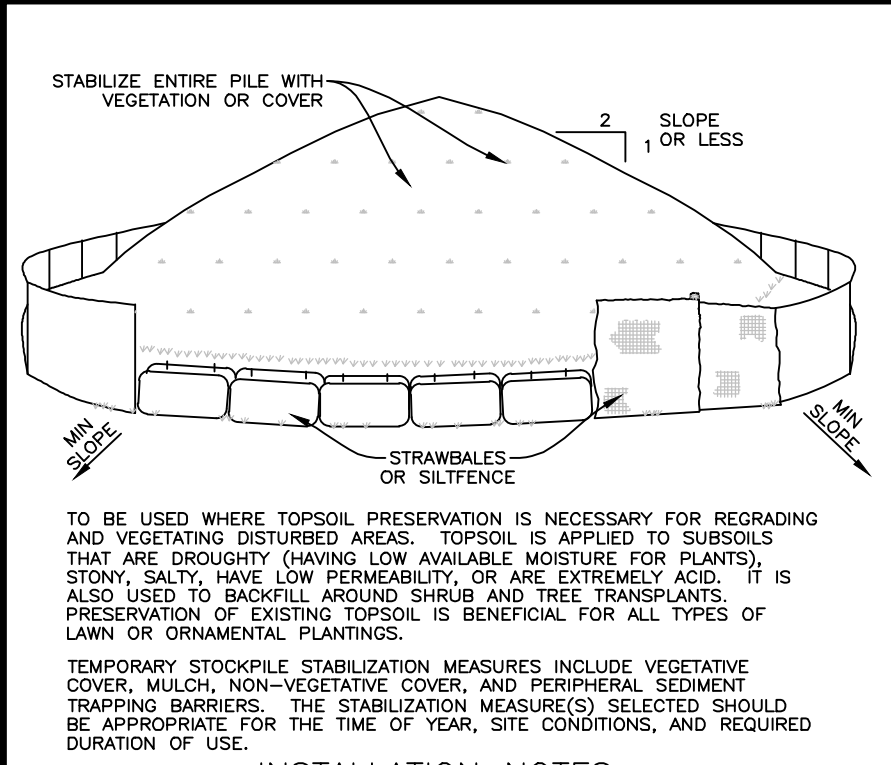 STABILIZE ENTIRE PILE WITH
VEGETATION OR COVER
2
1
SLOPE
OR LESS
MIN
SLOPE
MIN
SLOPE
STRAWBALES
OR SILTFENCE
TO BE USED WHERE TOPSOIL PRESERVATION IS NECESSARY FOR REGRADING
AND VEGETATING DISTURBED AREAS. TOPSOIL IS APPLIED TO SUBSOILS
THAT ARE DROUGHTY (HAVING LOW AVAILABLE MOISTURE FOR PLANTS),
STONY, SALTY, HAVE LOW PERMEABILITY, OR ARE EXTREMELY ACID. IT IS
ALSO USED TO BACKFILL AROUND SHRUB AND TREE TRANSPLANTS.
PRESERVATION OF EXISTING TOPSOIL IS BENEFICIAL FOR ALL TYPES OF
LAWN OR ORNAMENTAL PLANTINGS.
TEMPORARY STOCKPILE STABILIZATION MEASURES INCLUDE VEGETATIVE
COVER, MULCH, NON-VEGETATIVE COVER, AND PERIPHERAL SEDIMENT
TRAPPING BARRIERS. THE STABILIZATION MEASURE(S) SELECTED SHOULD
BE APPROPRIATE FOR THE TIME OF YEAR, SITE CONDITIONS, AND REQUIRED
DURATION OF USE.
INSTALLATION NOTES